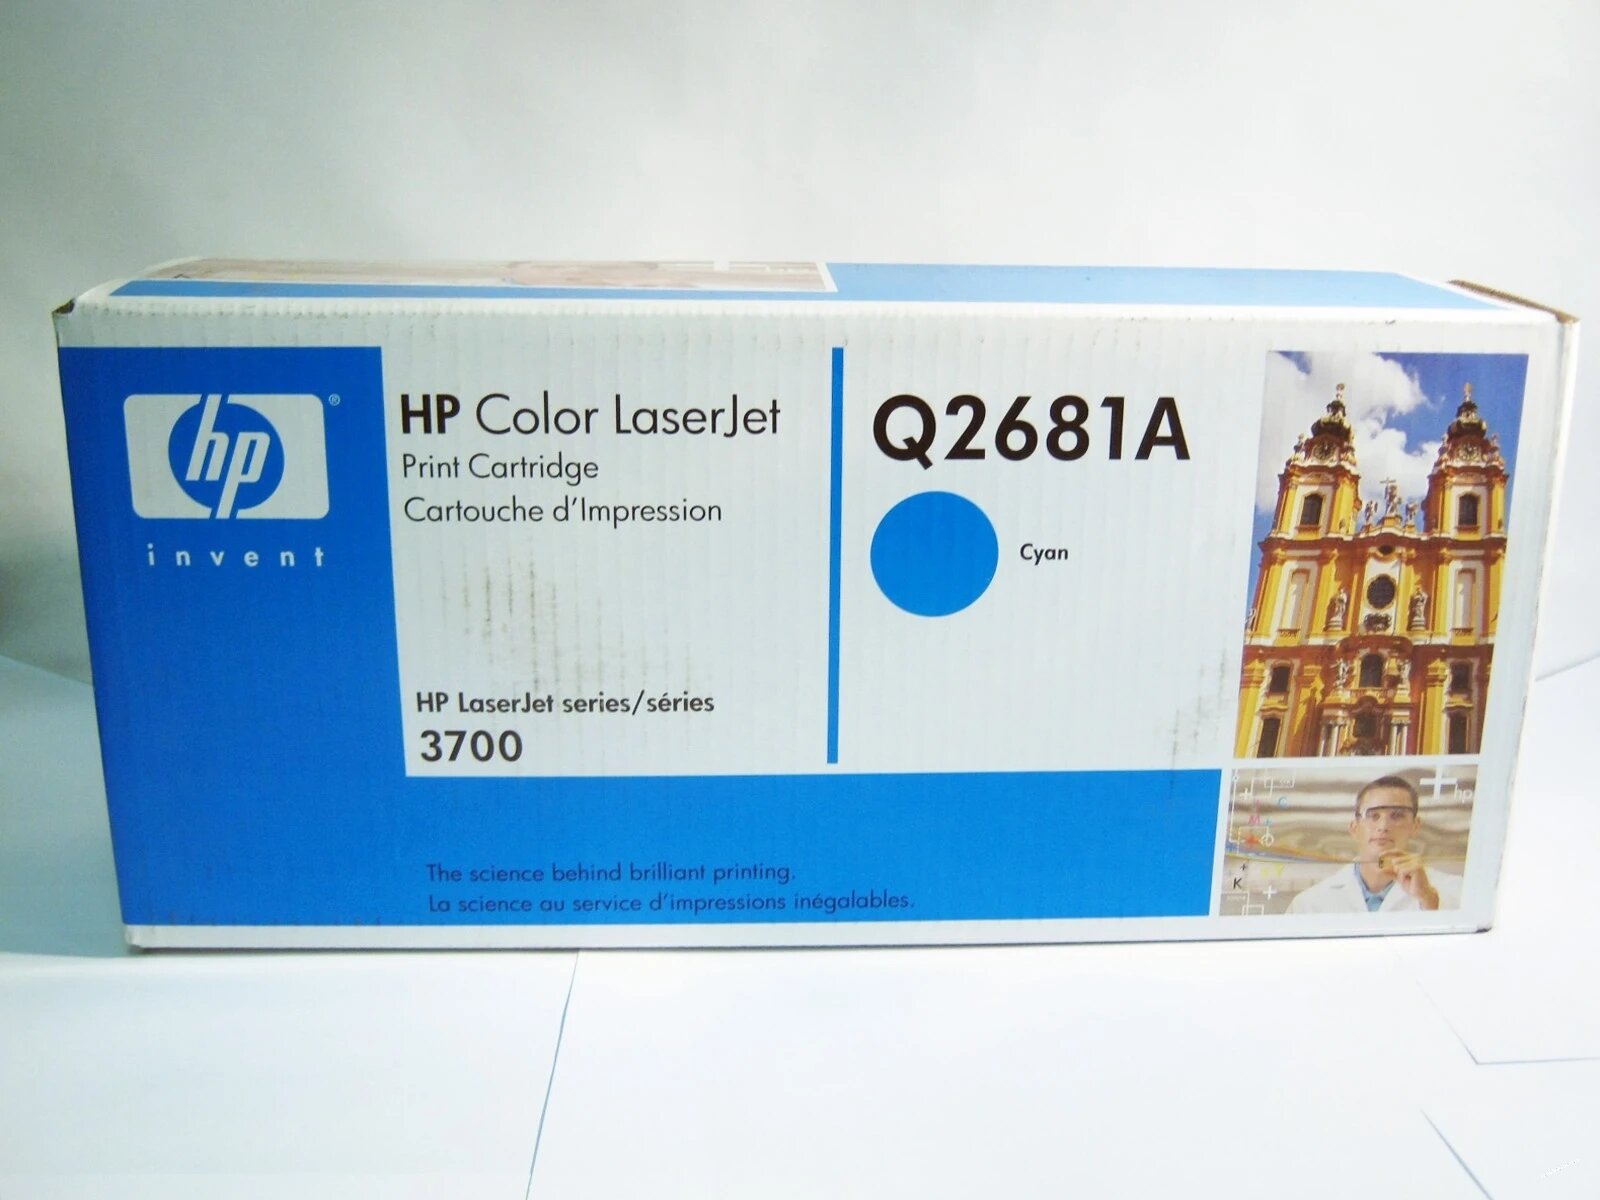 hp®
invent
HP Color LaserJet
Print Cartridge
Cartouche d'Impression
HP LaserJet series/séries
3700
Q2681A
Cyan
The science behind brilliant printing.
La science au service d'impressions inégalables.
hp
C
M
Y
K